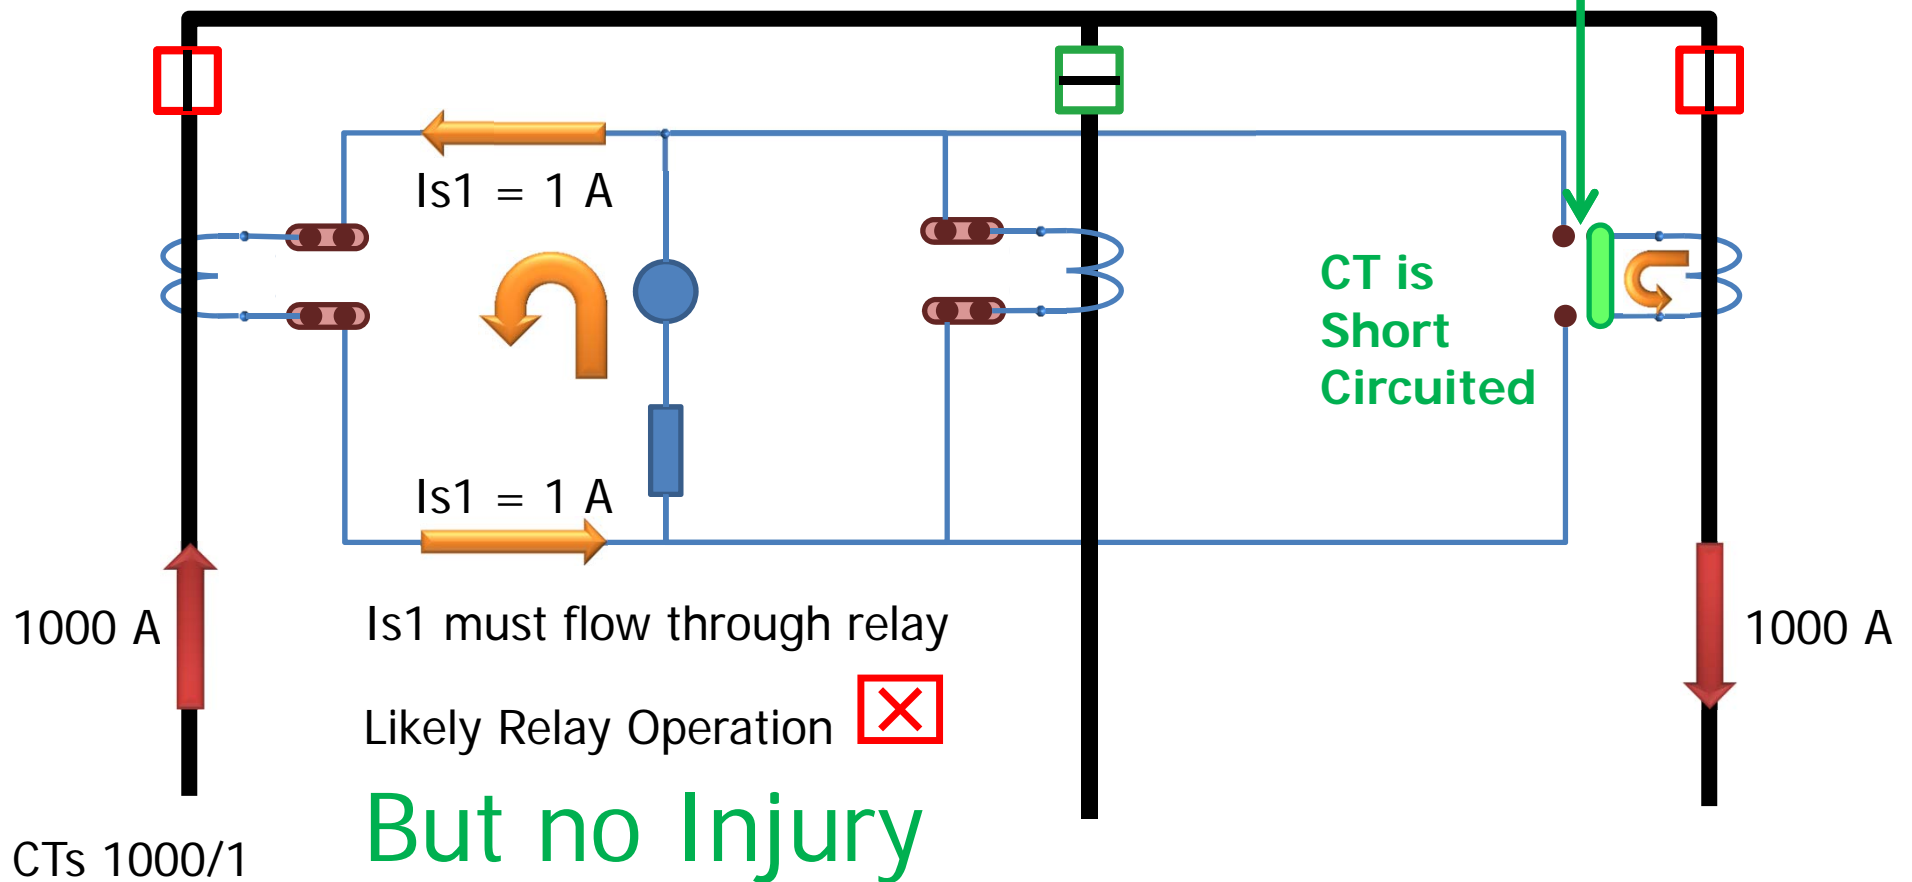 Is1 = 1 A
CT is
Short
Circuited
Is1 = 1 A
1000 A
Is1 must flow through relay
1000 A
Likely Relay Operation
But no Injury
CTs 1000/1